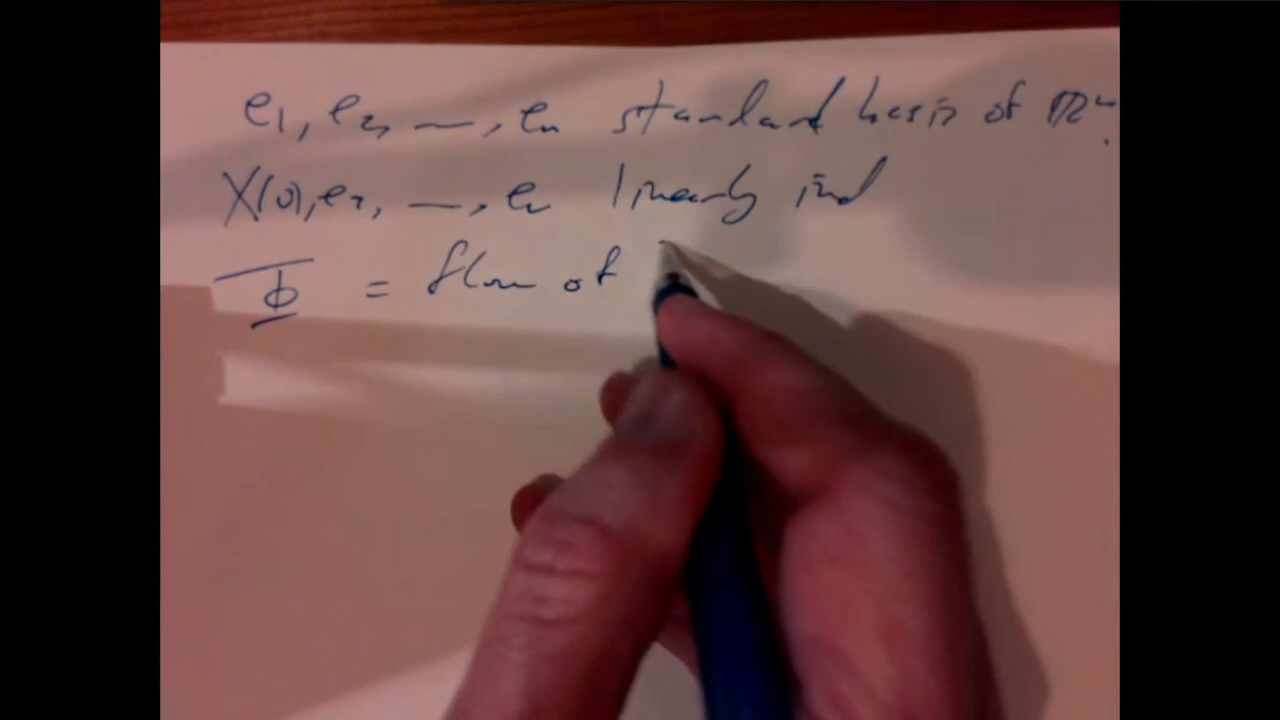 e₁, e₂, —, eₙ standard basis of ℝⁿ.
X(0), e₂, —, eₙ linearly ind
Φ = flow of